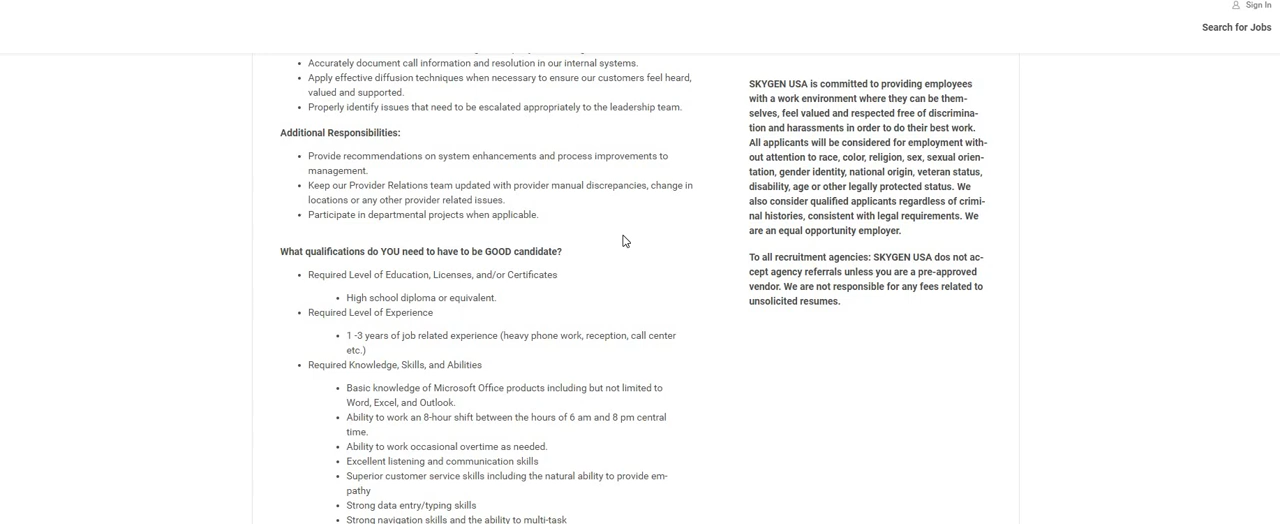 Sign In
Search for Jobs
Accurately document call information and resolution in our internal systems.
Apply effective diffusion techniques when necessary to ensure our customers feel heard,
valued and supported.
Properly identify issues that need to be escalated appropriately to the leadership team.
Additional Responsibilities:
Provide recommendations on system enhancements and process improvements to
management.
Keep our Provider Relations team updated with provider manual discrepancies, change in
locations or any other provider related issues.
Participate in departmental projects when applicable.
What qualifications do YOU need to have to be GOOD candidate?
Required Level of Education, Licenses, and/or Certificates
High school diploma or equivalent.
Required Level of Experience
1 -3 years of job related experience (heavy phone work, reception, call center
etc.)
Required Knowledge, Skills, and Abilities
Basic knowledge of Microsoft Office products including but not limited to
Word, Excel, and Outlook.
Ability to work an 8-hour shift between the hours of 6 am and 8 pm central
time.
Ability to work occasional overtime as needed.
Excellent listening and communication skills
Superior customer service skills including the natural ability to provide em-
pathy
Strong data entry/typing skills
Strong navigation skills and the ability to multi-task
SKYGEN USA is committed to providing employees
with a work environment where they can be them-
selves, feel valued and respected free of discrimina-
tion and harassments in order to do their best work.
All applicants will be considered for employment with-
out attention to race, color, religion, sex, sexual orien-
tation, gender identity, national origin, veteran status,
disability, age or other legally protected status. We
also consider qualified applicants regardless of crimi-
nal histories, consistent with legal requirements. We
are an equal opportunity employer.
To all recruitment agencies: SKYGEN USA dos not ac-
cept agency referrals unless you are a pre-approved
vendor. We are not responsible for any fees related to
unsolicited resumes.